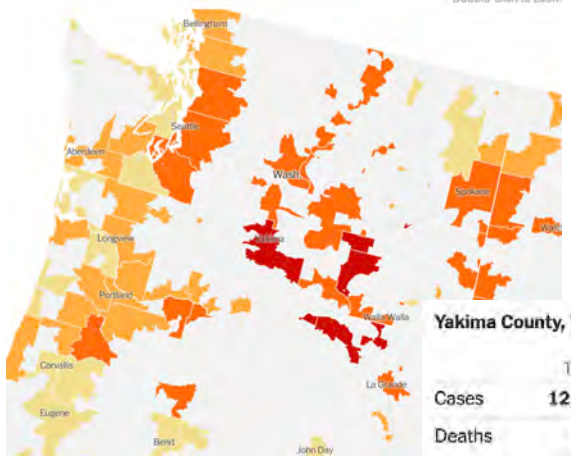 Bellingham
Seattle
Aberdeen
Wash.
Spokane
Longview
Portland
Walla Walla
Yakima County,
Corvallis
La Grande
Cases 12
Eugene
Deaths
Bend
John Day